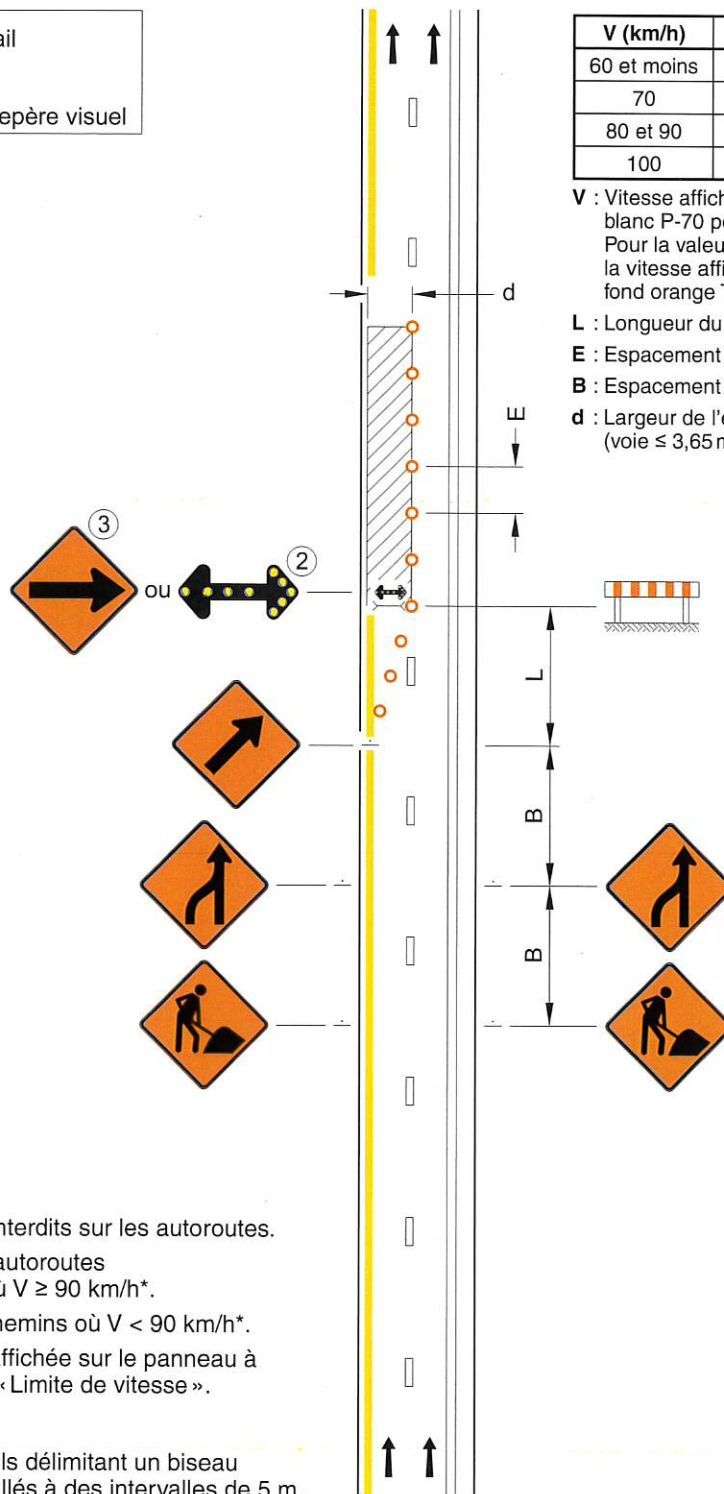 ail
epère visuel
V (km/h)
60 et moins
70
80 et 90
100
V : Vitesse affich
blanc P-70 po
Pour la valeu
la vitesse affi
fond orange T
L : Longueur du
E : Espacement
B : Espacement
d : Largeur de l'e
(voie ≤ 3,65 m
d
E
3
ou
2
L
B
B
nterdits sur les autoroutes.
autoroutes
ù V ≥ 90 km/h*.
hemins où V < 90 km/h*.
affichée sur le panneau à
« Limite de vitesse ».
ls délimitant un biseau
llés à des intervalles de 5 m